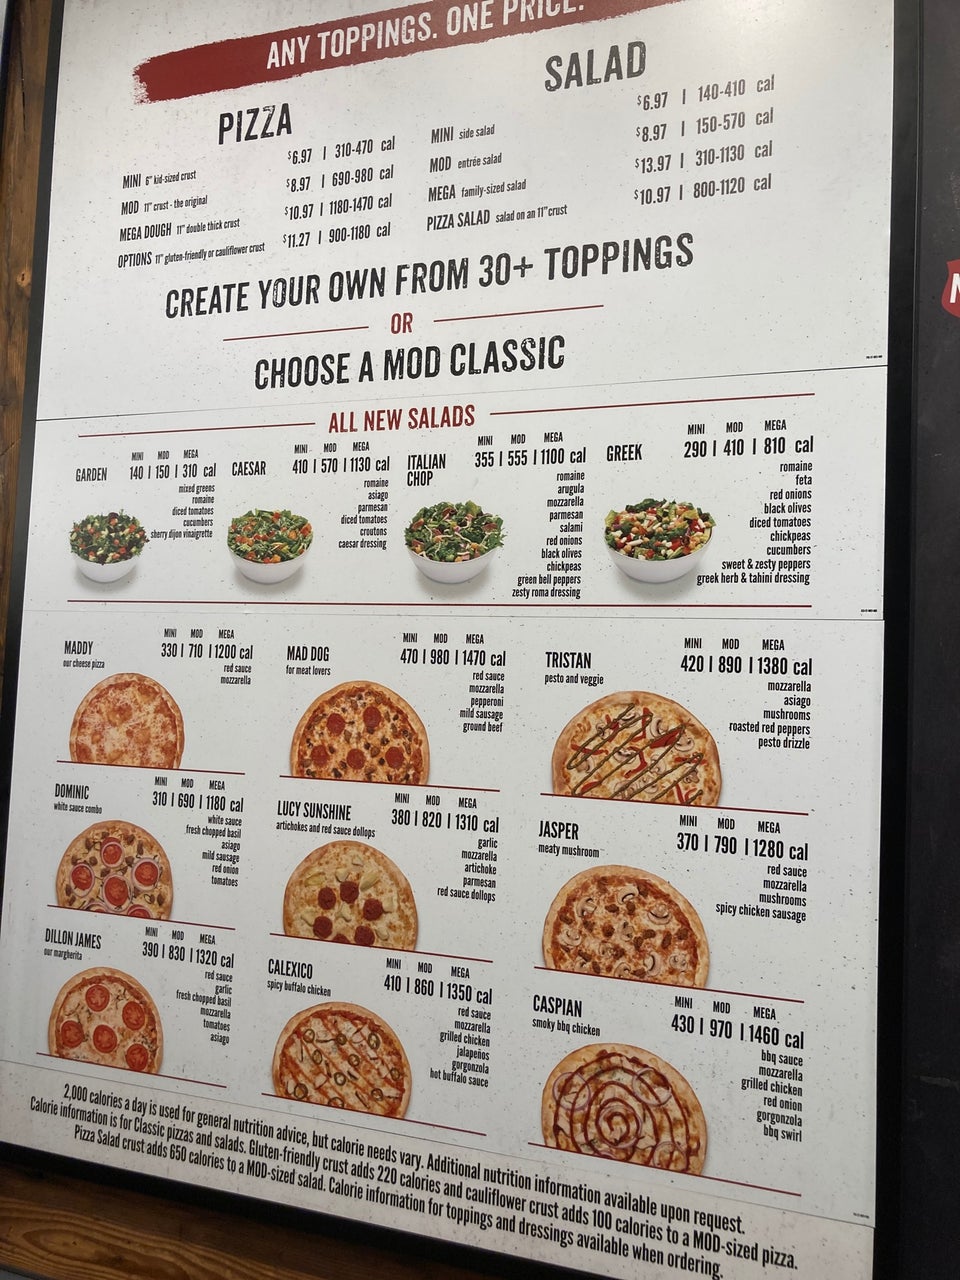 ANY TOPPINGS. ONE PRICE.
PIZZA
MINI 6" kid-sized crust $6.97 | 310-470 cal
MOD 11" crust - the original $8.97 | 690-980 cal
MEGA DOUGH 11" double thick crust $10.97 | 1180-1470 cal
OPTIONS 11" gluten-friendly or cauliflower crust $11.27 | 900-1180 cal
SALAD
MINI side salad $6.97 | 140-410 cal
MOD entrée salad $8.97 | 150-570 cal
MEGA family-sized salad $13.97 | 310-1130 cal
PIZZA SALAD salad on an 11" crust $10.97 | 800-1120 cal
CREATE YOUR OWN FROM 30+ TOPPINGS
OR
CHOOSE A MOD CLASSIC
ALL NEW SALADS
GARDEN
MINI MOD MEGA
140 | 150 | 310 cal
mixed greens
romaine
diced tomatoes
cucumbers
sherry dijon vinaigrette
CAESAR
MINI MOD MEGA
410 | 570 | 1130 cal
romaine
asiago
parmesan
diced tomatoes
croutons
caesar dressing
ITALIAN
CHOP
MINI MOD MEGA
355 | 555 | 1100 cal
romaine
arugula
mozzarella
parmesan
salami
red onions
black olives
chickpeas
green bell peppers
zesty roma dressing
GREEK
MINI MOD MEGA
290 | 410 | 810 cal
romaine
feta
red onions
black olives
diced tomatoes
chickpeas
cucumbers
sweet & zesty peppers
greek herb & tahini dressing
MADDY
our cheese pizza
MINI MOD MEGA
330 | 710 | 1200 cal
red sauce
mozzarella
MAD DOG
for meat lovers
MINI MOD MEGA
470 | 980 | 1470 cal
red sauce
mozzarella
pepperoni
mild sausage
ground beef
TRISTAN
pesto and veggie
MINI MOD MEGA
420 | 890 | 1380 cal
mozzarella
asiago
mushrooms
roasted red peppers
pesto drizzle
DOMINIC
white sauce combo
MINI MOD MEGA
310 | 690 | 1180 cal
white sauce
fresh chopped basil
asiago
mild sausage
red onion
tomatoes
LUCY SUNSHINE
artichokes and red sauce dollops
MINI MOD MEGA
380 | 820 | 1310 cal
garlic
mozzarella
artichoke
parmesan
red sauce dollops
JASPER
meaty mushroom
MINI MOD MEGA
370 | 790 | 1280 cal
red sauce
mozzarella
mushrooms
spicy chicken sausage
DILLON JAMES
our margherita
MINI MOD MEGA
390 | 830 | 1320 cal
red sauce
garlic
fresh chopped basil
mozzarella
tomatoes
asiago
CALEXICO
spicy buffalo chicken
MINI MOD MEGA
410 | 860 | 1350 cal
red sauce
mozzarella
grilled chicken
jalapeños
gorgonzola
hot buffalo sauce
CASPIAN
smoky bbq chicken
MINI MOD MEGA
430 | 970 | 1460 cal
bbq sauce
mozzarella
grilled chicken
red onion
gorgonzola
bbq swirl
2,000 calories a day is used for general nutrition advice, but calorie needs vary. Additional nutrition information available upon request.
Calorie information is for Classic pizzas and salads. Gluten-friendly crust adds 220 calories and cauliflower crust adds 100 calories to a MOD-sized pizza.
Pizza Salad crust adds 650 calories to a MOD-sized salad. Calorie information for toppings and dressings available when ordering.